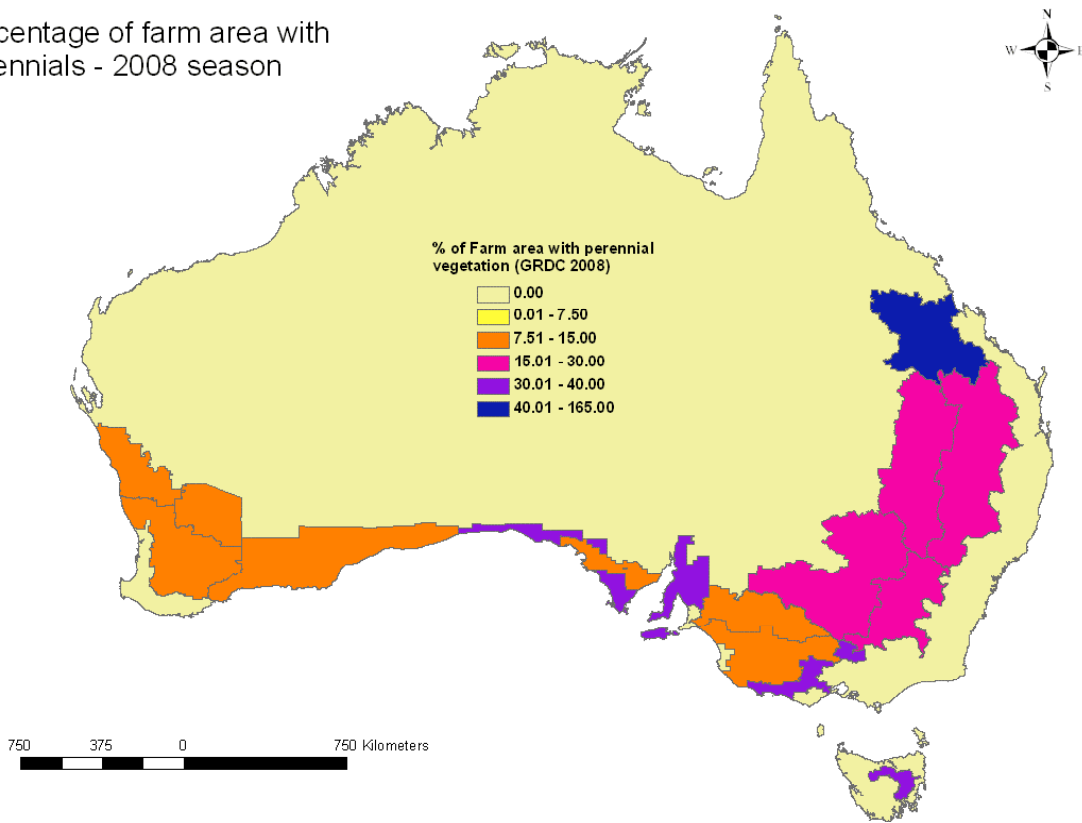 centage of farm area with
ennials - 2008 season
N
W E
S
% of Farm area with perennial
vegetation (GRDC 2008)
0.00
0.01 - 7.50
7.51 - 15.00
15.01 - 30.00
30.01 - 40.00
40.01 - 165.00
750 375 0 750 Kilometers